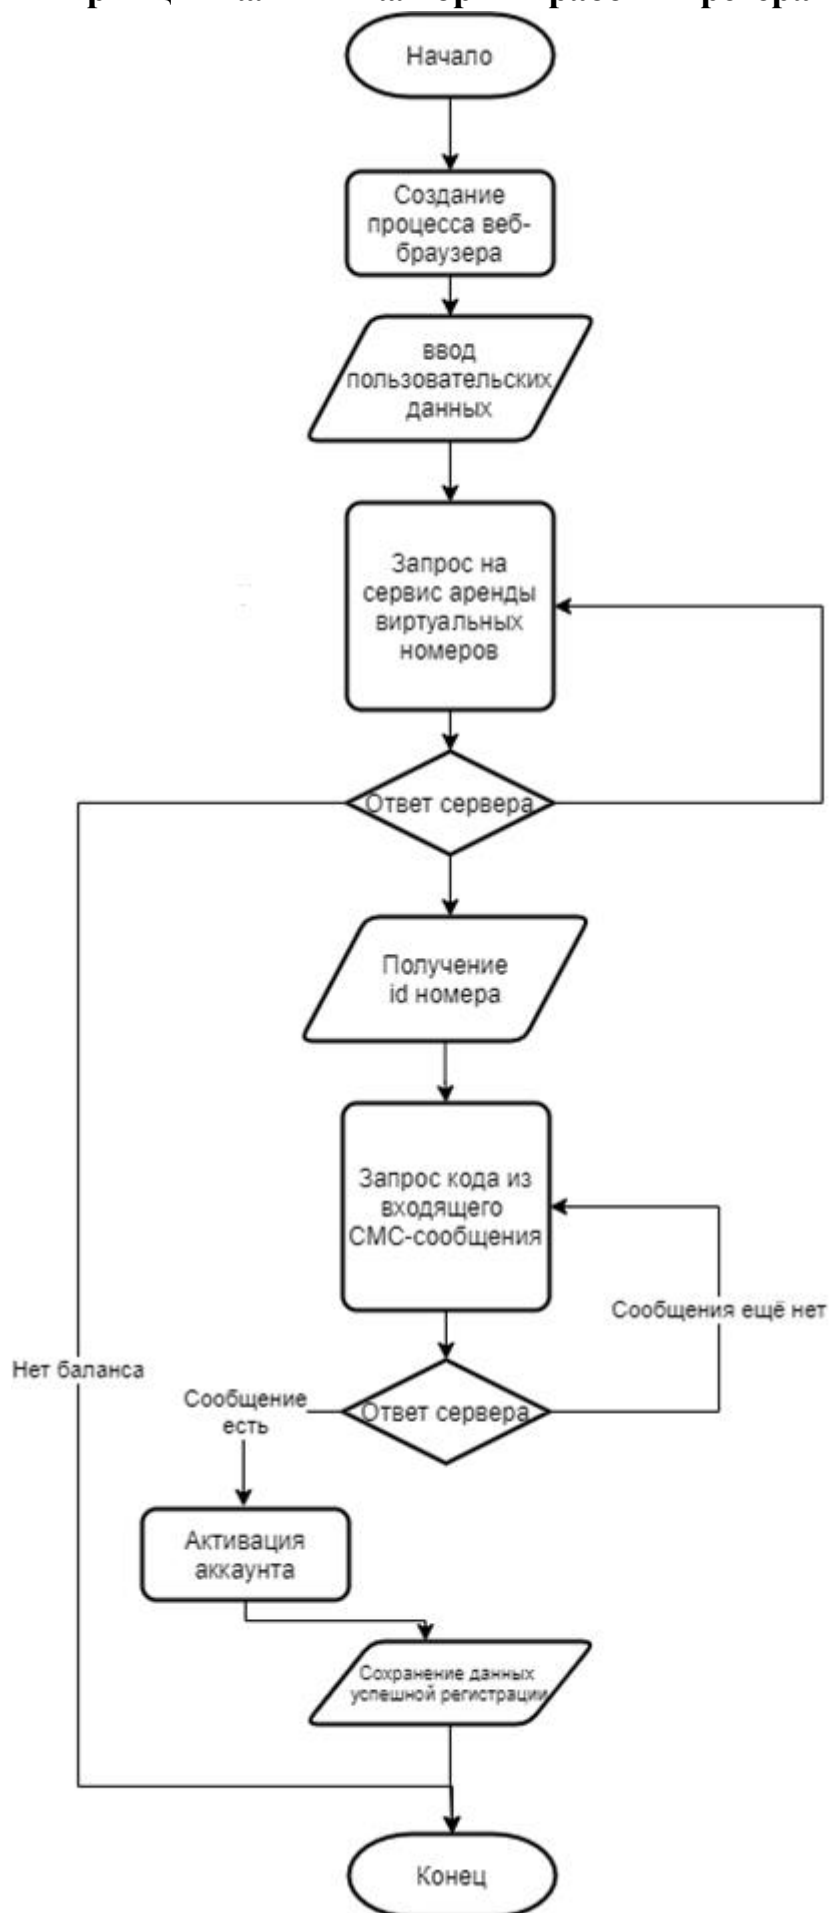 Начало
Создание
процесса веб-
браузера
ввод
пользовательских
данных
Запрос на
сервис аренды
виртуальных
номеров
Ответ сервера
Получение
id номера
Запрос кода из
входящего
СМС-сообщения
Сообщения ещё нет
Нет баланса
Сообщение
есть
Ответ сервера
Активация
аккаунта
Сохранение данных
успешной регистрации
Конец